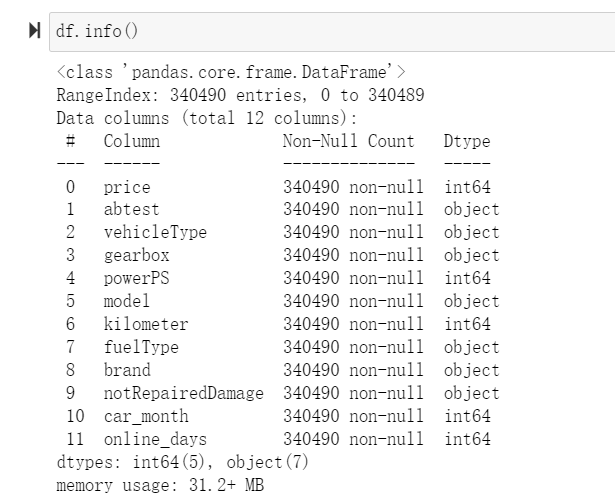 df.info()
<class 'pandas.core.frame.DataFrame'>
RangeIndex: 340490 entries, 0 to 340489
Data columns (total 12 columns):
 #   Column             Non-Null Count   Dtype
---  ------             --------------   -----
 0   price              340490 non-null  int64
 1   abtest             340490 non-null  object
 2   vehicleType        340490 non-null  object
 3   gearbox            340490 non-null  object
 4   powerPS            340490 non-null  int64
 5   model              340490 non-null  object
 6   kilometer          340490 non-null  int64
 7   fuelType           340490 non-null  object
 8   brand              340490 non-null  object
 9   notRepairedDamage  340490 non-null  object
 10  car_month          340490 non-null  int64
 11  online_days        340490 non-null  int64
dtypes: int64(5), object(7)
memory usage: 31.2+ MB